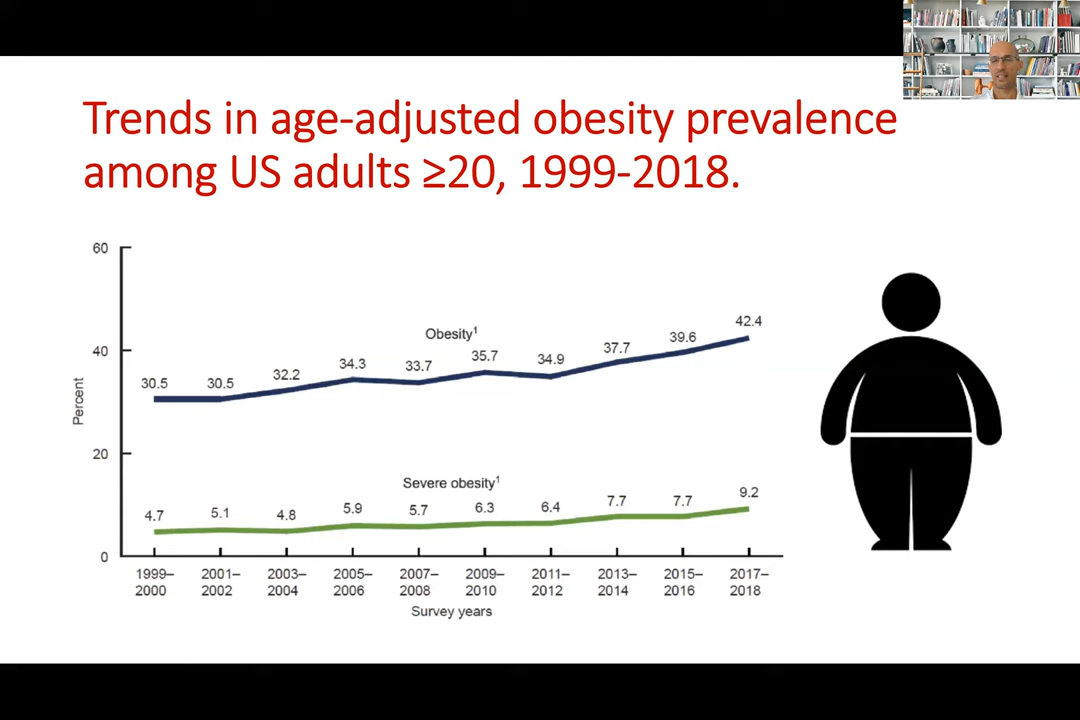 Trends in age-adjusted obesity prevalence
among US adults ≥20, 1999-2018.
60
40
20
0
Percent
Obesity¹
30.5 30.5 32.2 34.3 33.7 35.7 34.9 37.7 39.6 42.4
Severe obesity¹
4.7 5.1 4.8 5.9 5.7 6.3 6.4 7.7 7.7 9.2
1999– 2001– 2003– 2005– 2007– 2009– 2011– 2013– 2015– 2017–
2000 2002 2004 2006 2008 2010 2012 2014 2016 2018
Survey years